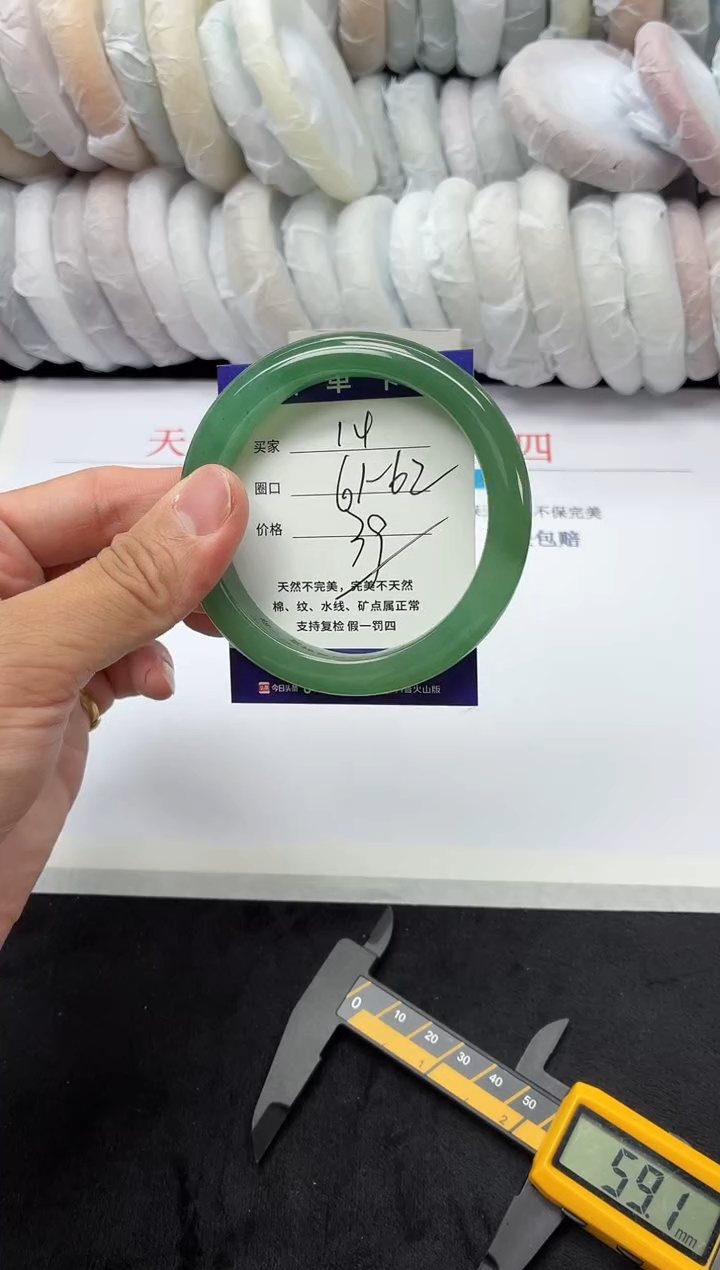 单
天 四
买家 14
圈口 61-62
价格 39
不保完美
包赔
天然不完美，完美不天然
棉、纹、水线、矿点属正常
支持复检 假一罚四
今日头条 火山版
0 10 20 30 40 50
1 2
59.1 mm